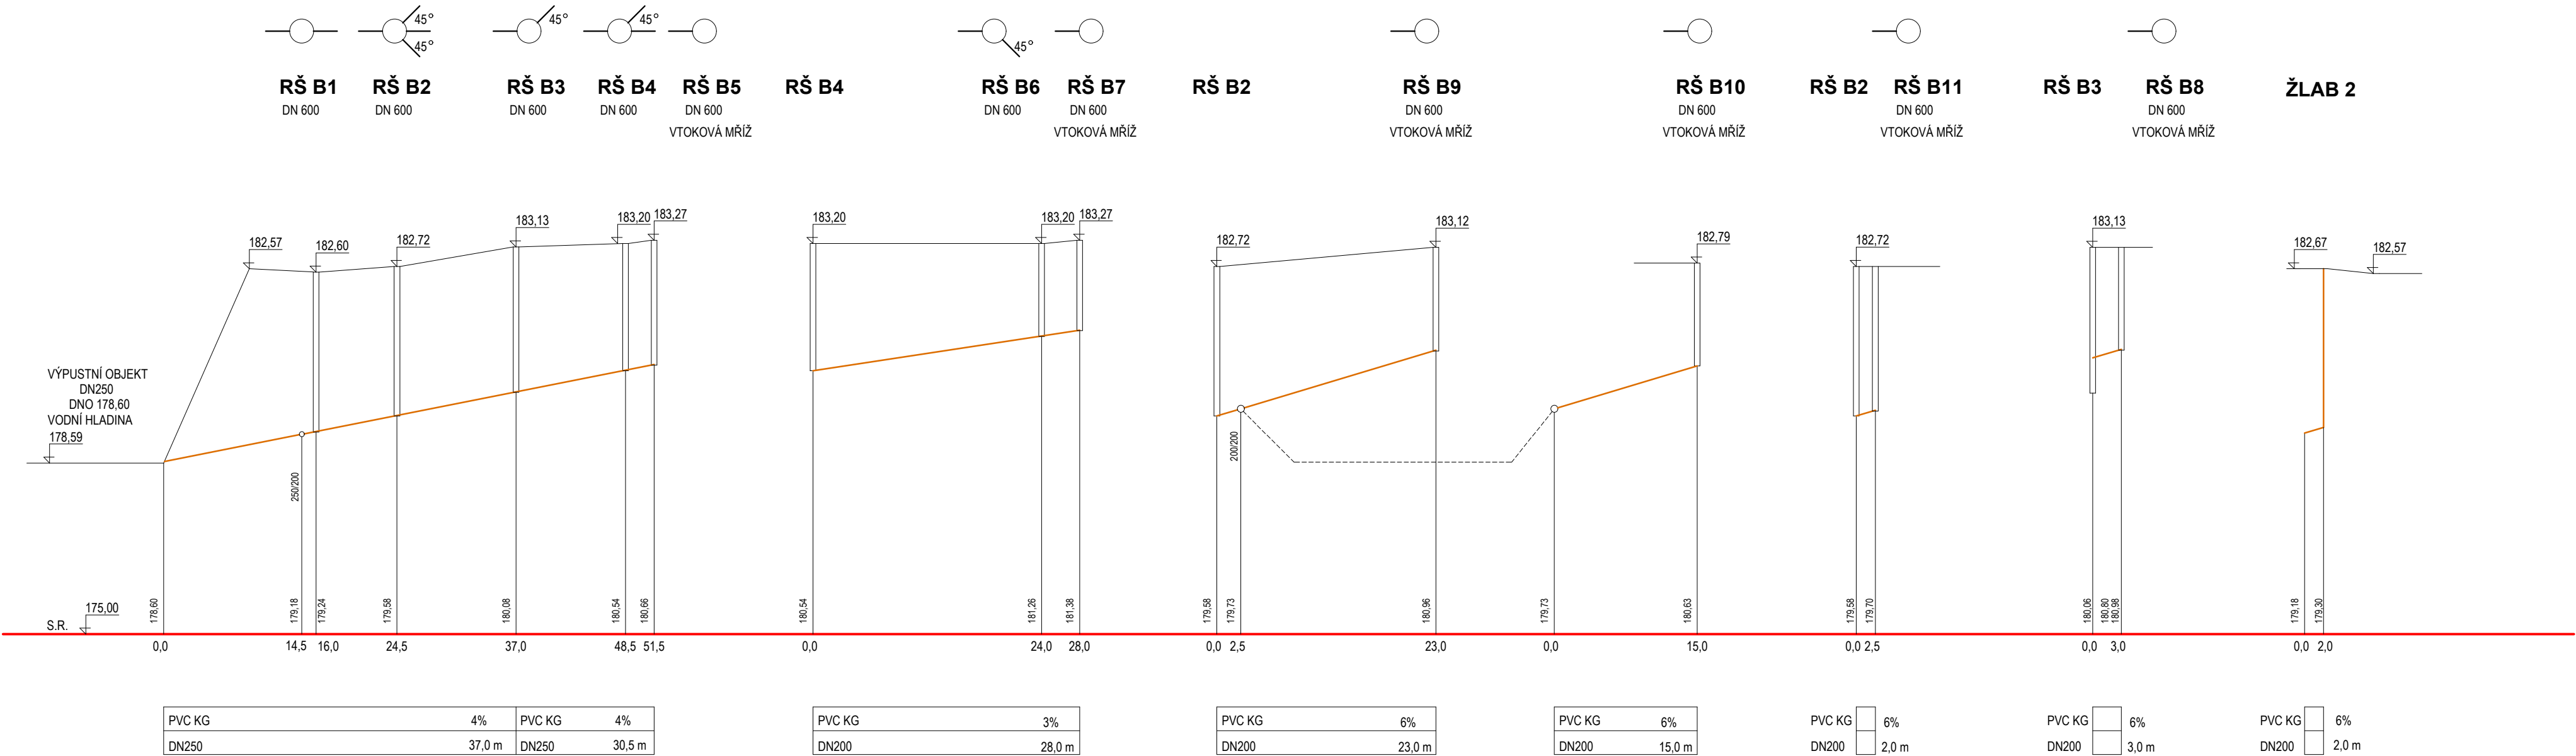 45°
45°
45°
45°
45°
RŠ B1
RŠ B2
RŠ B3
RŠ B4
RŠ B5
RŠ B4
RŠ B6
RŠ B7
RŠ B2
RŠ B9
RŠ B10
RŠ B2
RŠ B11
RŠ B3
RŠ B8
ŽLAB 2
DN 600
DN 600
DN 600
DN 600
DN 600
DN 600
DN 600
DN 600
DN 600
DN 600
DN 600
VTOKOVÁ MŘÍŽ
VTOKOVÁ MŘÍŽ
VTOKOVÁ MŘÍŽ
VTOKOVÁ MŘÍŽ
VTOKOVÁ MŘÍŽ
VTOKOVÁ MŘÍŽ
182,57
182,60
182,72
183,13
183,20
183,27
183,20
183,20
183,27
182,72
183,12
182,79
182,72
183,13
182,67
182,57
VÝPUSTNÍ OBJEKT
DN250
DNO 178,60
VODNÍ HLADINA
178,59
250/200
200/200
175,00
S.R.
178,60
179,18
179,24
179,58
180,08
180,54
180,66
180,54
181,26
181,38
179,58
179,73
180,96
179,73
180,63
179,58
179,70
180,06
180,80
180,98
179,18
179,30
0,0
14,5
16,0
24,5
37,0
48,5
51,5
0,0
24,0
28,0
0,0
2,5
23,0
0,0
15,0
0,0
2,5
0,0
3,0
0,0
2,0
PVC KG 4%
PVC KG 4%
PVC KG 3%
PVC KG 6%
PVC KG 6%
PVC KG 6%
PVC KG 6%
PVC KG 6%
DN250 37,0 m
DN250 30,5 m
DN200 28,0 m
DN200 23,0 m
DN200 15,0 m
DN200 2,0 m
DN200 3,0 m
DN200 2,0 m